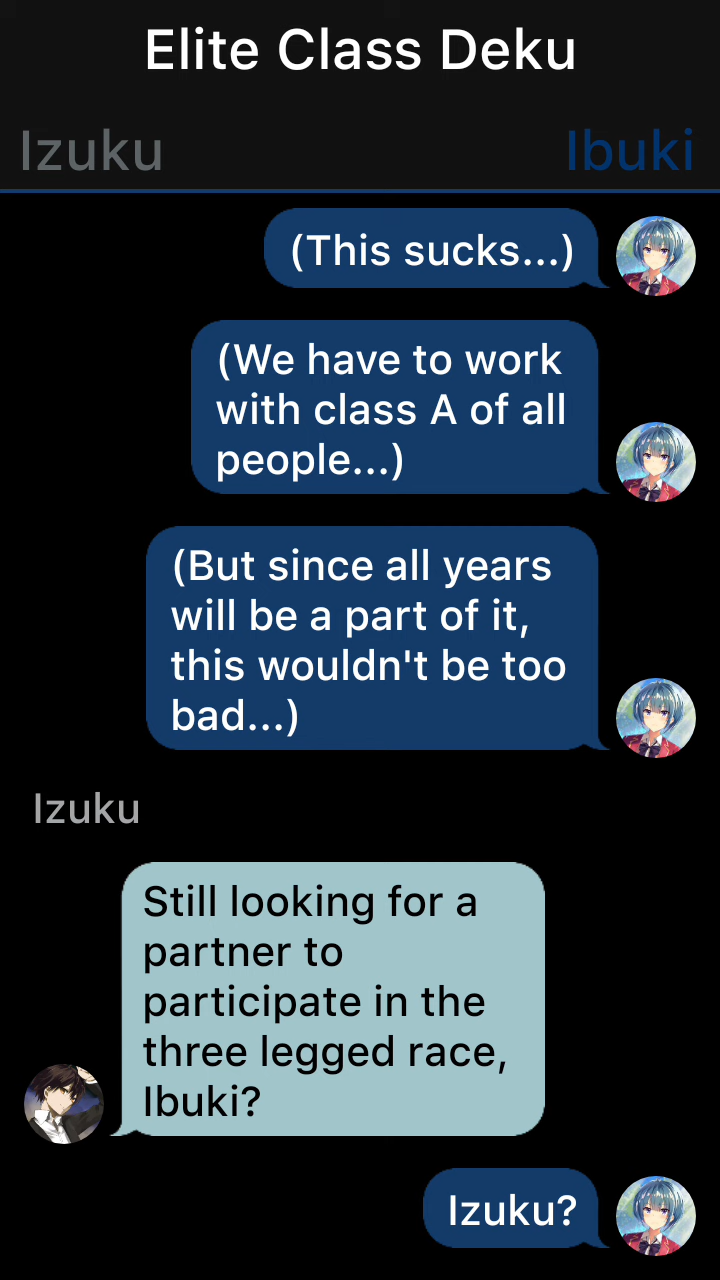 Elite Class Deku
Izuku
Ibuki
(This sucks...)
(We have to work
with class A of all
people...)
(But since all years
will be a part of it,
this wouldn't be too
bad...)
Izuku
Still looking for a
partner to
participate in the
three legged race,
Ibuki?
Izuku?